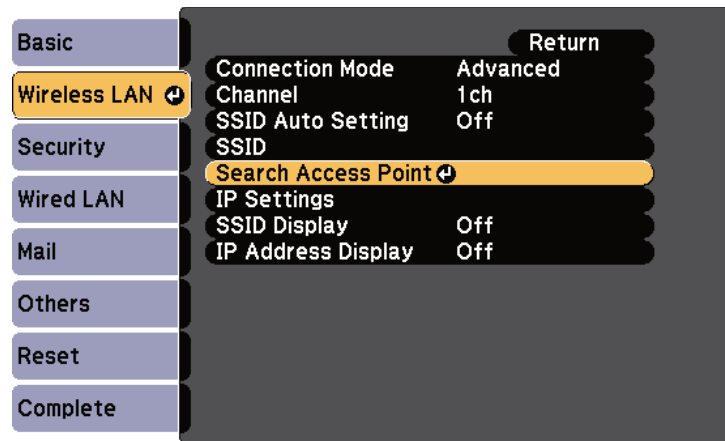 Basic
Wireless LAN
Security
Wired LAN
Mail
Others
Reset
Complete
Return
Connection Mode Advanced
Channel 1ch
SSID Auto Setting Off
SSID
Search Access Point
IP Settings
SSID Display Off
IP Address Display Off